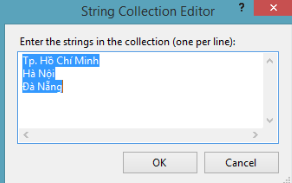 String Collection Editor
?
Enter the strings in the collection (one per line):
Tp. Hồ Chí Minh
Hà Nội
Đà Nẵng
OK
Cancel